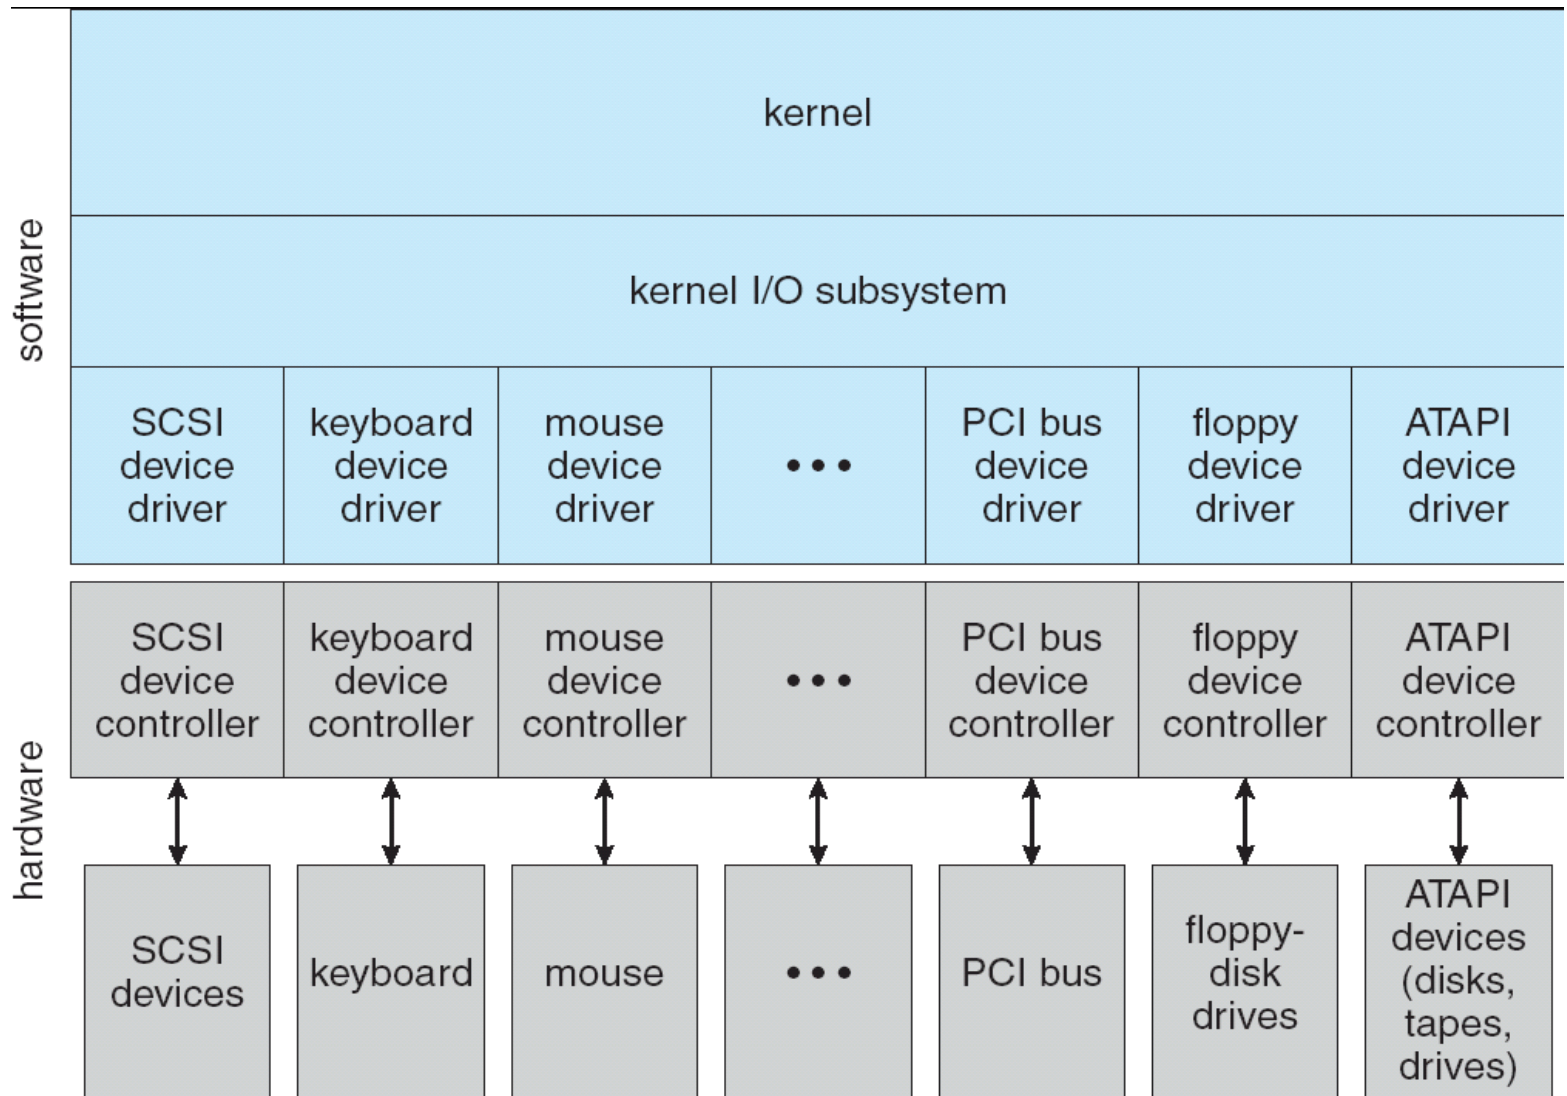 software
kernel
kernel I/O subsystem
SCSI
device
driver
keyboard
device
driver
mouse
device
driver
•••
PCI bus
device
driver
floppy
device
driver
ATAPI
device
driver
hardware
SCSI
device
controller
keyboard
device
controller
mouse
device
controller
•••
PCI bus
device
controller
floppy
device
controller
ATAPI
device
controller
SCSI
devices
keyboard
mouse
•••
PCI bus
floppy-
disk
drives
ATAPI
devices
(disks,
tapes,
drives)